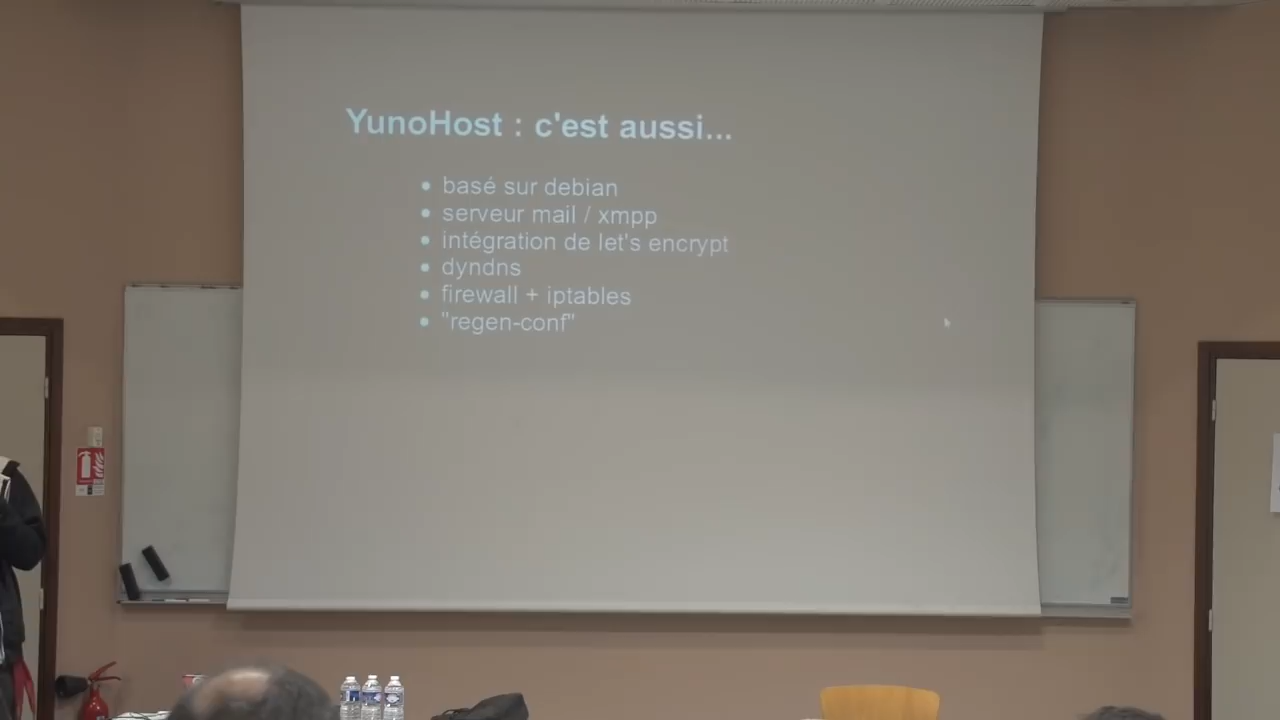 YunoHost : c'est aussi...
• basé sur debian
• serveur mail / xmpp
• intégration de let's encrypt
• dyndns
• firewall + iptables
• "regen-conf"